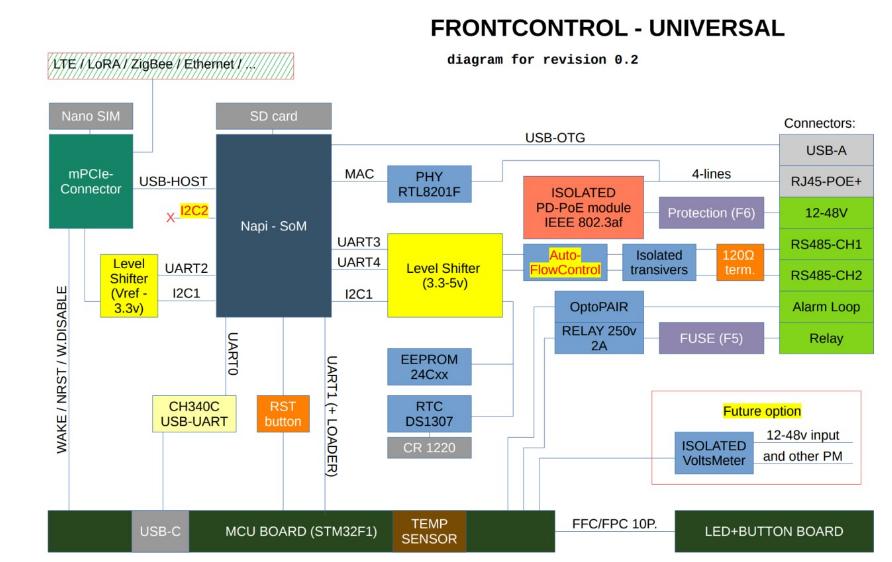 FRONTCONTROL - UNIVERSAL
diagram for revision 0.2
LTE / LoRA / ZigBee / Ethernet / ...
Nano SIM
SD card
Connectors:
mPCIe-
Connector
USB-HOST
I2C2
X
Napi - SoM
USB-OTG
MAC
PHY
RTL8201F
4-lines
USB-A
RJ45-POE+
12-48V
RS485-CH1
RS485-CH2
Alarm Loop
Relay
ISOLATED
PD-PoE module
IEEE 802.3af
Protection (F6)
UART3
UART4
I2C1
Level Shifter
(3.3-5v)
Auto-
FlowControl
Isolated
transivers
120Ω
term.
Level
Shifter
(Vref -
3.3v)
UART2
I2C1
OptoPAIR
RELAY 250v
2A
FUSE (F5)
WAKE / NRST / W.DISABLE
UART0
UART1 (+ LOADER)
EEPROM
24Cxx
RTC
DS1307
CR 1220
CH340C
USB-UART
RST
button
Future option
ISOLATED
VoltsMeter
12-48v input
and other PM
USB-C
MCU BOARD (STM32F1)
TEMP
SENSOR
FFC/FPC 10P.
LED+BUTTON BOARD